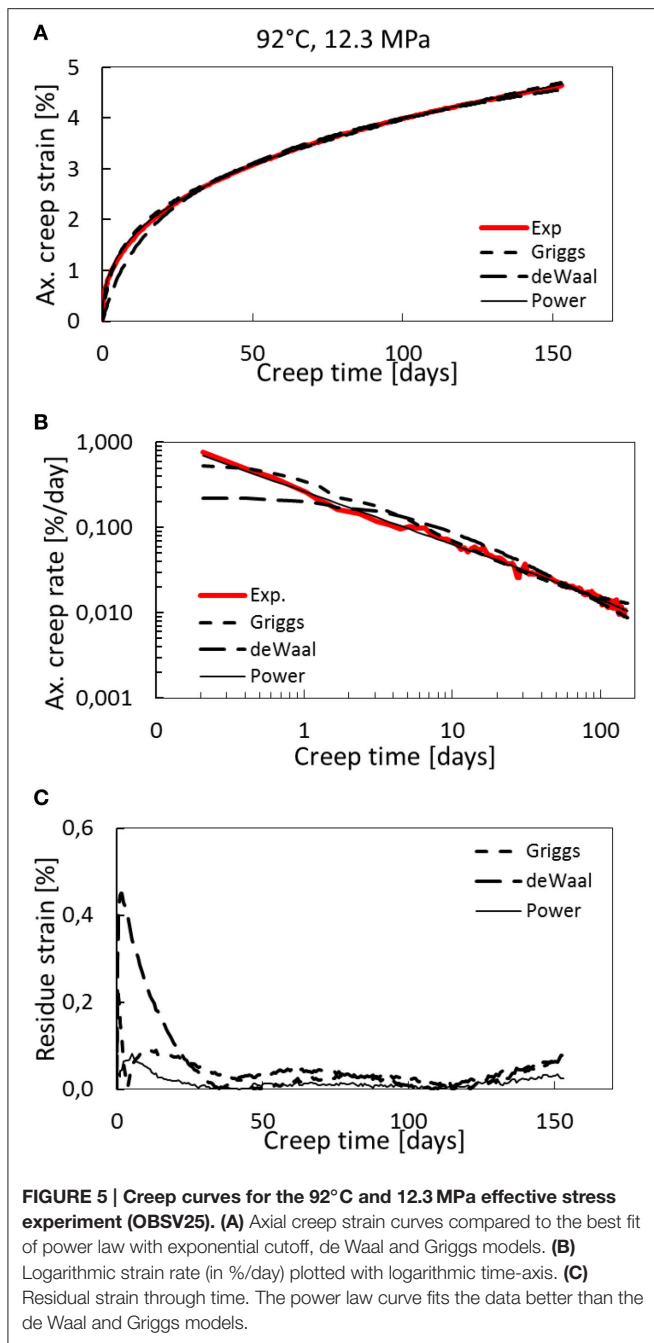 A
92°C, 12.3 MPa
Ax. creep strain [%]
5
4
3
2
1
0
Exp
Griggs
deWaal
Power
0 50 100 150
Creep time [days]
B
Ax. creep rate [%/day]
1,000
0,100
0,010
0,001
Exp.
Griggs
deWaal
Power
0 1 10 100
Creep time [days]
C
Residue strain [%]
0,6
0,4
0,2
0,0
Griggs
deWaal
Power
0 50 100 150
Creep time [days]
FIGURE 5 | Creep curves for the 92°C and 12.3 MPa effective stress
experiment (OBSV25). (A) Axial creep strain curves compared to the best fit
of power law with exponential cutoff, de Waal and Griggs models. (B)
Logarithmic strain rate (in %/day) plotted with logarithmic time-axis. (C)
Residual strain through time. The power law curve fits the data better than the
de Waal and Griggs models.